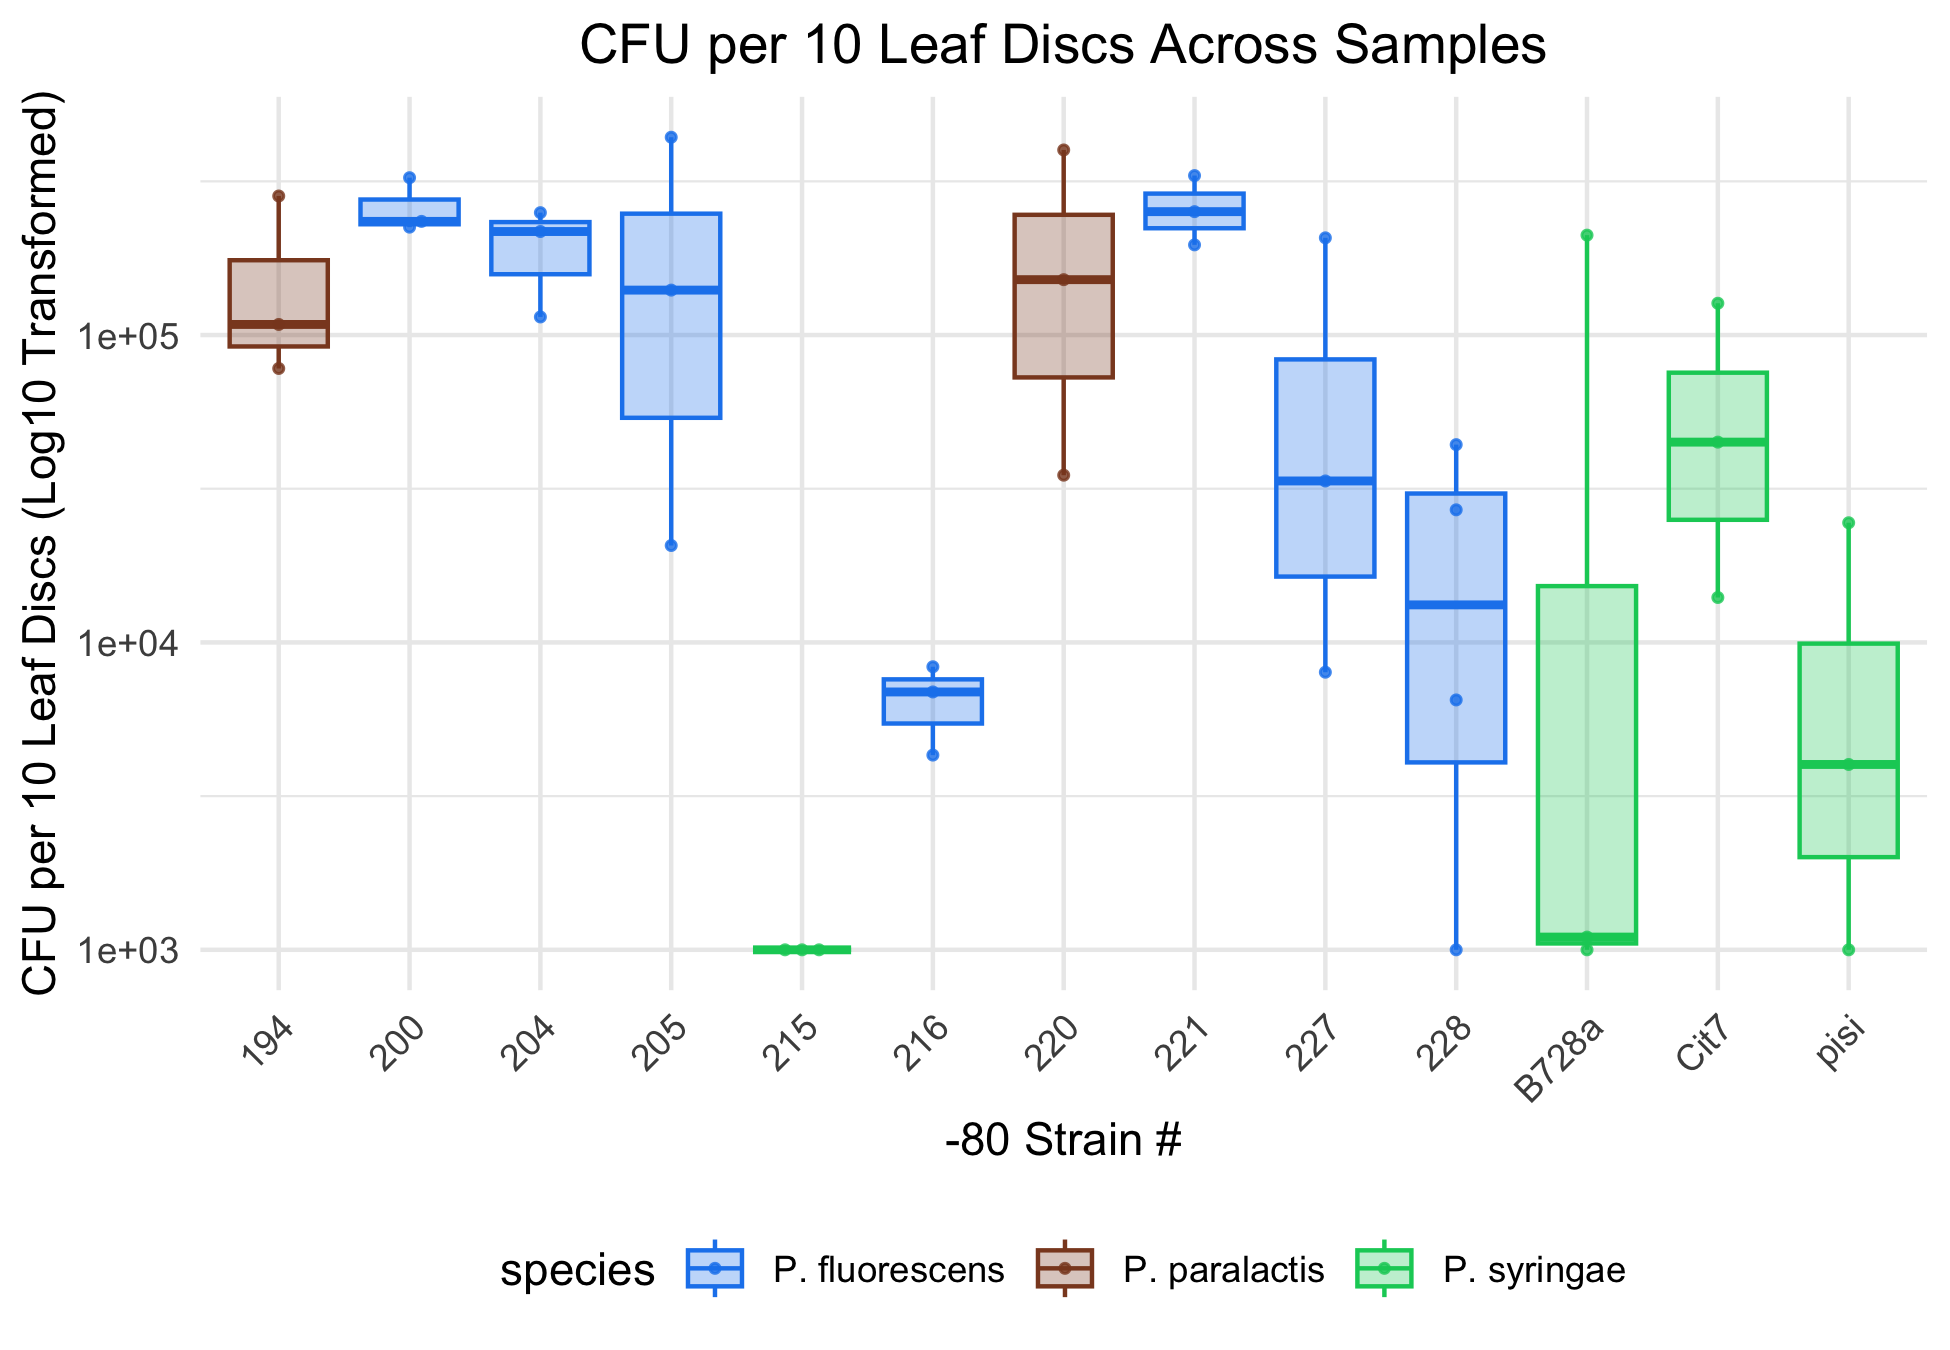 CFU per 10 Leaf Discs Across Samples
CFU per 10 Leaf Discs (Log10 Transformed)
1e+05
1e+04
1e+03
194 200 204 205 215 216 220 221 227 228 B728a Cit7 pisi
-80 Strain #
species P. fluorescens P. paralactis P. syringae